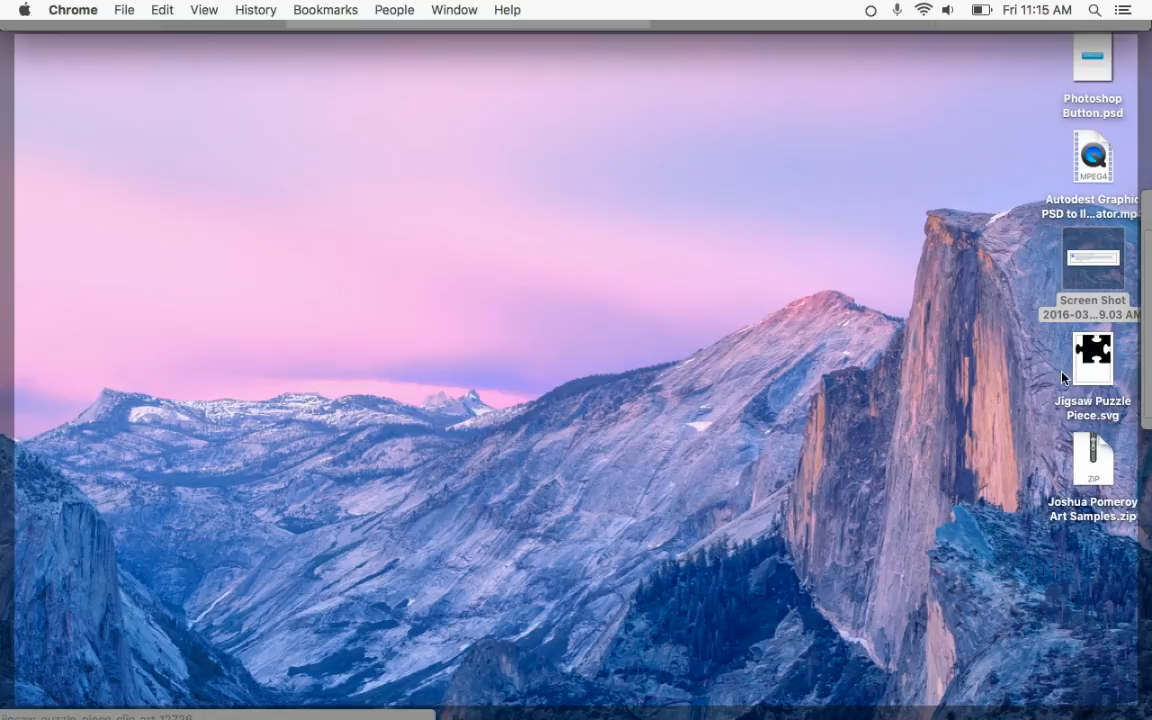 Chrome File Edit View History Bookmarks People Window Help Fri 11:15 AM
Photoshop
Button.psd
MPEG4
Autodest Graphic
PSD to Il...ator.mp
Screen Shot
2016-03...9.03 AM
Jigsaw Puzzle
Piece.svg
ZIP
Joshua Pomeroy
Art Samples.zip